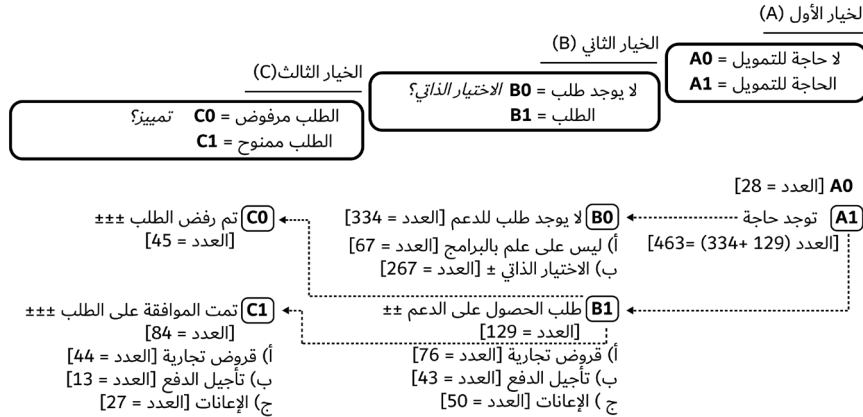 الخيار الأول (A)
لا حاجة للتمويل = A0
الحاجة للتمويل = A1
الخيار الثاني (B)
لا يوجد طلب = B0 الاختيار الذاتي؟
الطلب = B1
الخيار الثالث(C)
الطلب مرفوض = C0 تمييز؟
الطلب ممنوح = C1
A0 [العدد = 28]
A1 توجد حاجة
[العدد (129 +334) =463]
B0 لا يوجد طلب للدعم [العدد = 334]
أ) ليس على علم بالبرامج [العدد = 67]
ب) الاختيار الذاتي ± [العدد = 267]
C0 تم رفض الطلب ±±±
[العدد = 45]
B1 طلب الحصول على الدعم ±±
[العدد = 129]
أ) قروض تجارية [العدد = 76]
ب) تأجيل الدفع [العدد = 43]
ج ) الإعانات [العدد = 50]
C1 تمت الموافقة على الطلب ±±±
[العدد = 84]
أ) قروض تجارية [العدد = 44]
ب) تأجيل الدفع [العدد = 13]
ج) الإعانات [العدد = 27]